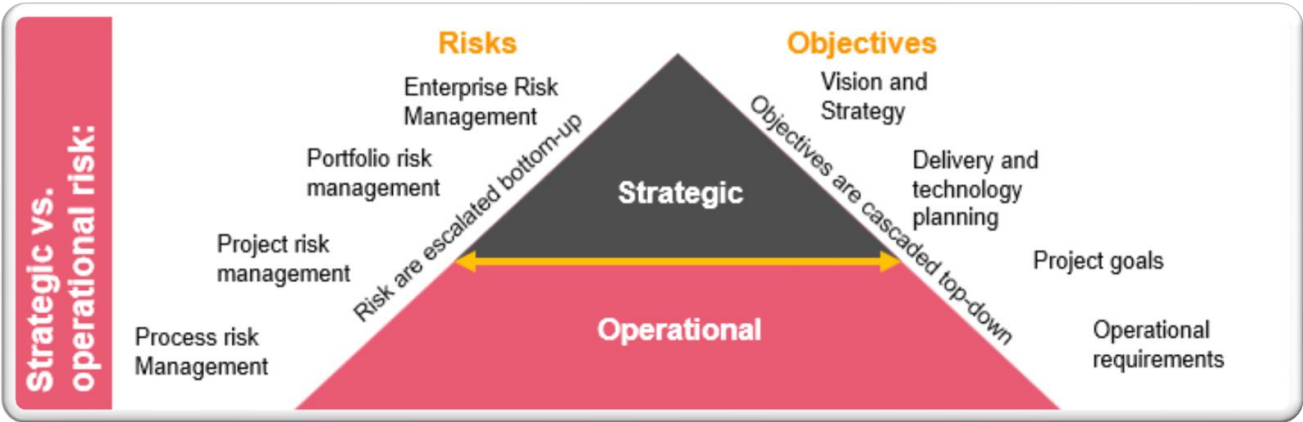 Strategic vs.
operational risk:
Risks
Enterprise Risk
Management
Portfolio risk
management
Project risk
management
Process risk
Management
Risk are escalated bottom-up
Strategic
Operational
Objectives are cascaded top-down
Objectives
Vision and
Strategy
Delivery and
technology
planning
Project goals
Operational
requirements